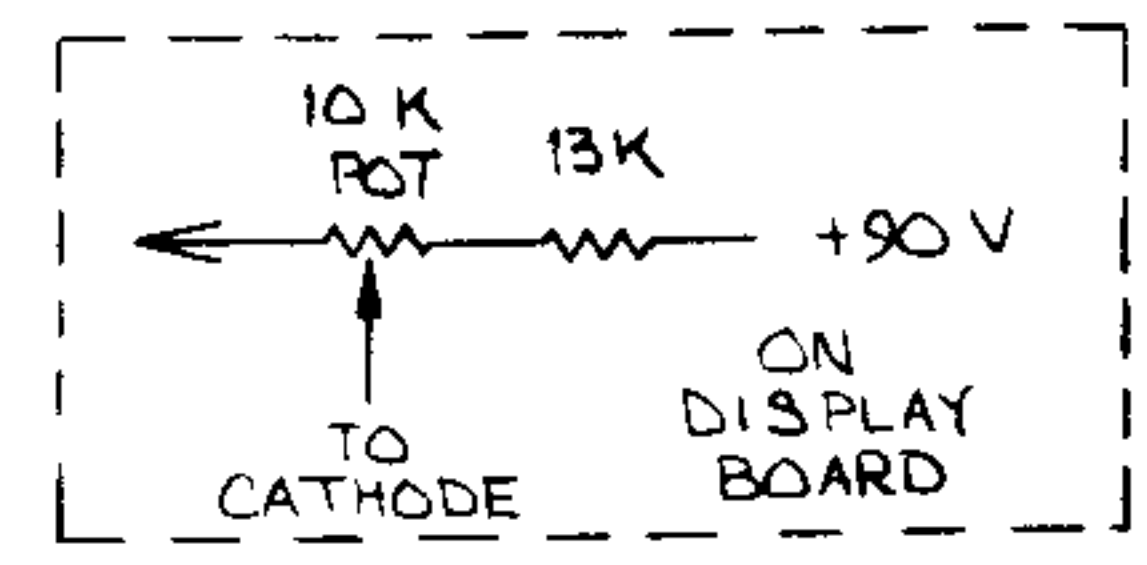 10 K
POT
13K
+90 V
ON
DISPLAY
BOARD
TO
CATHODE